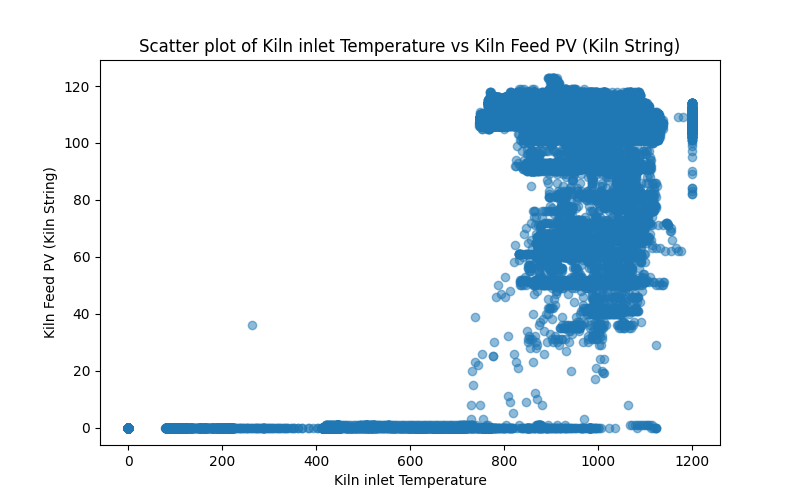 Scatter plot of Kiln inlet Temperature vs Kiln Feed PV (Kiln String)
Kiln Feed PV (Kiln String)
120
100
80
60
40
20
0
0 200 400 600 800 1000 1200
Kiln inlet Temperature